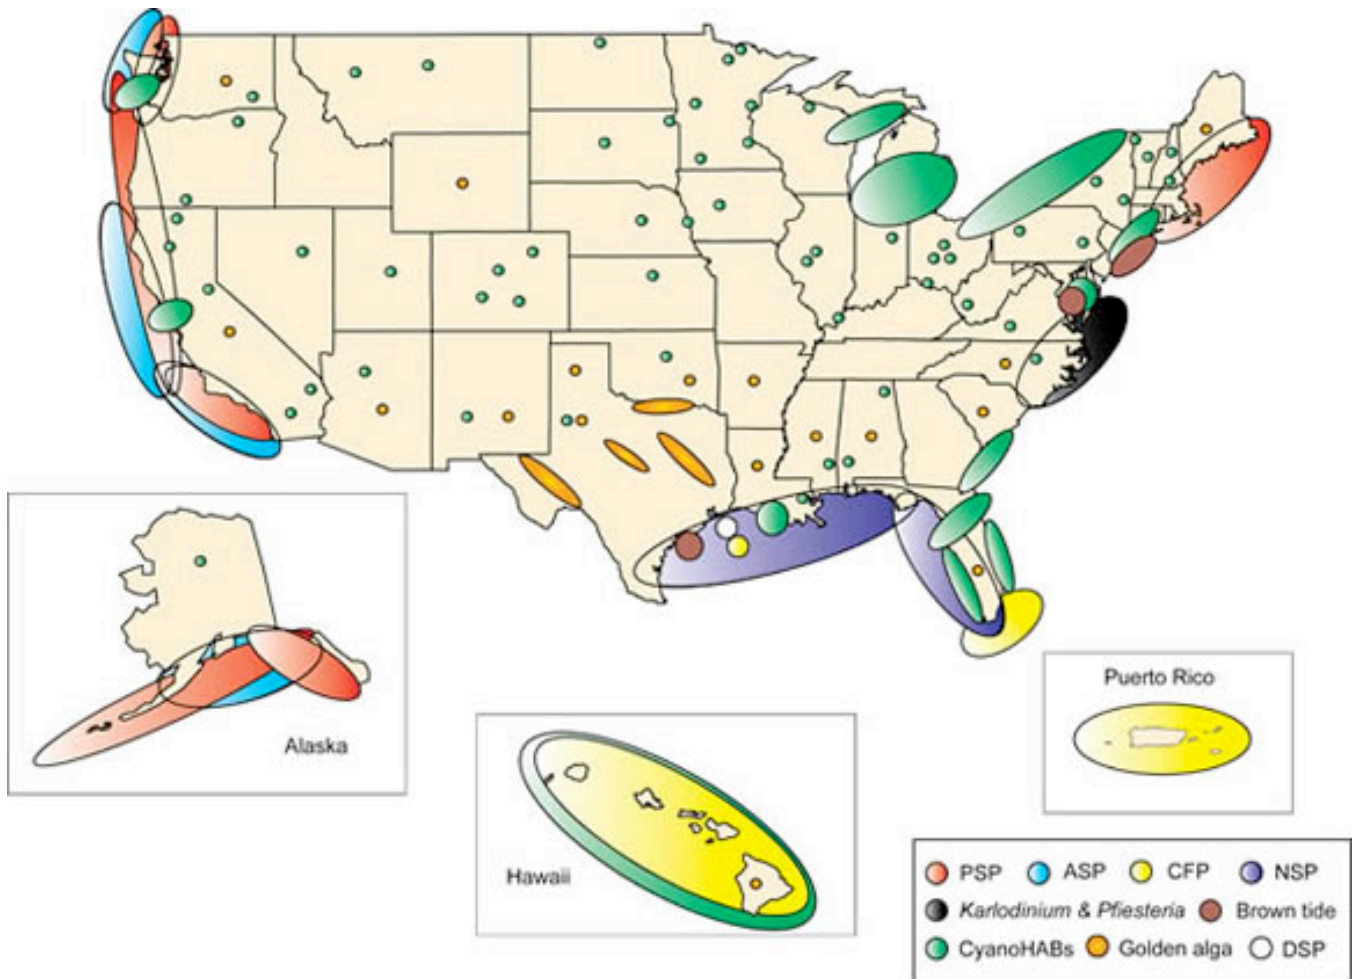 Puerto Rico
Alaska
Hawaii
PSP ASP CFP NSP
Karlodinium & Pfiesteria Brown tide
CyanoHABs Golden alga DSP